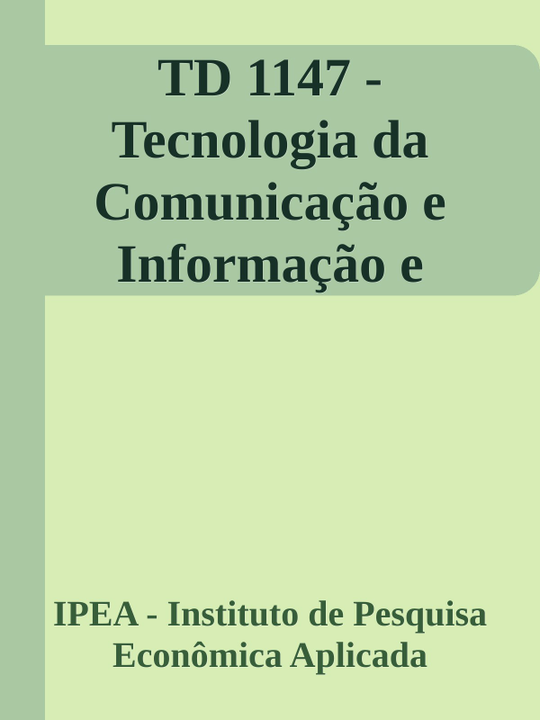 TD 1147 -
Tecnologia da
Comunicação e
Informação e
IPEA - Instituto de Pesquisa
Econômica Aplicada